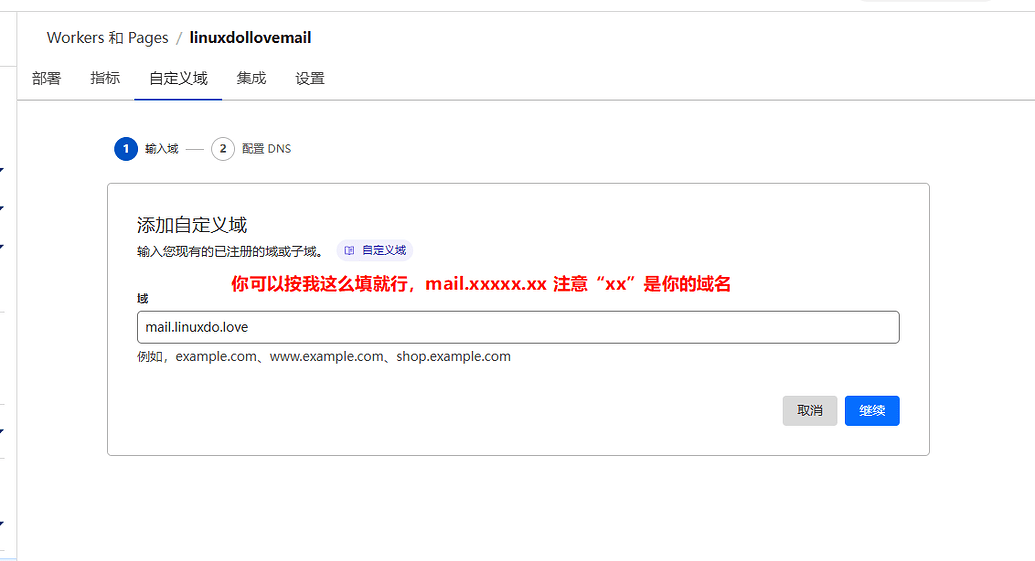 Workers 和 Pages / linuxdollovemail
部署 指标 自定义域 集成 设置
1 输入域 2 配置 DNS
添加自定义域
输入您现有的已注册的域或子域。 自定义域
你可以按我这么填就行，mail.xxxxx.xx 注意“xx”是你的域名
域
mail.linuxdo.love
例如，example.com、www.example.com、shop.example.com
取消 继续